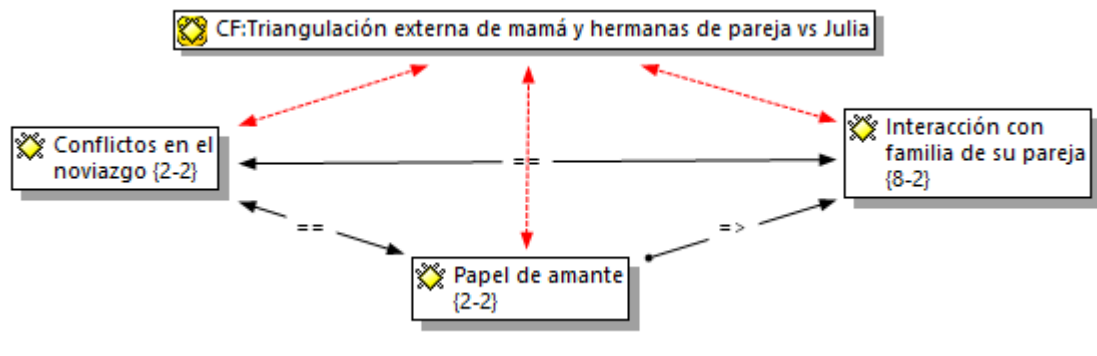 CF:Triangulación externa de mamá y hermanas de pareja vs Julia
Conflictos en el
noviazgo {2-2}
==
Interacción con
familia de su pareja
{8-2}
==
=>
Papel de amante
{2-2}